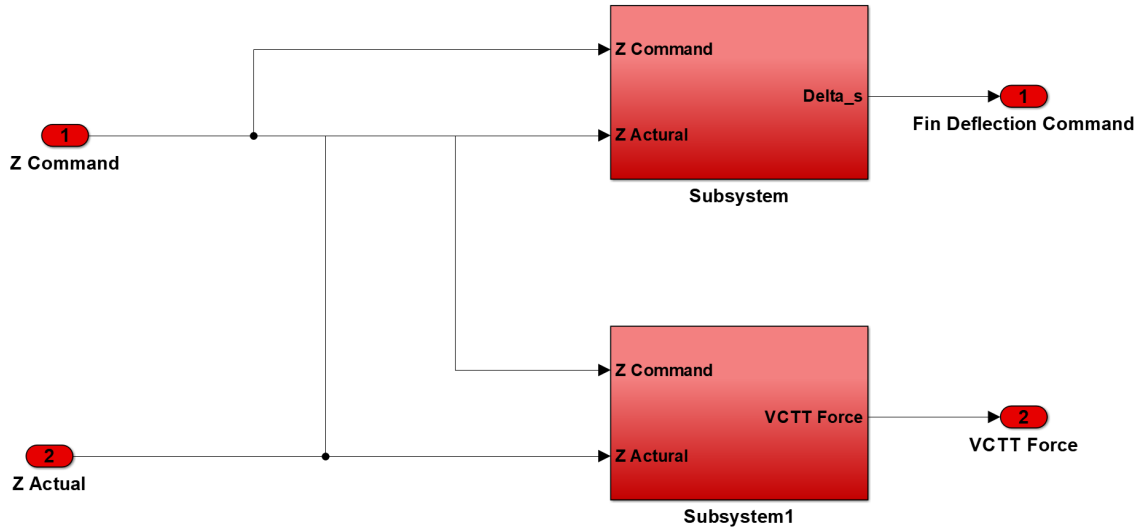 Z Command
Delta_s
1
1
Z Actural
Fin Deflection Command
Z Command
Subsystem
Z Command
VCTT Force
2
2
Z Actural
VCTT Force
Z Actual
Subsystem1